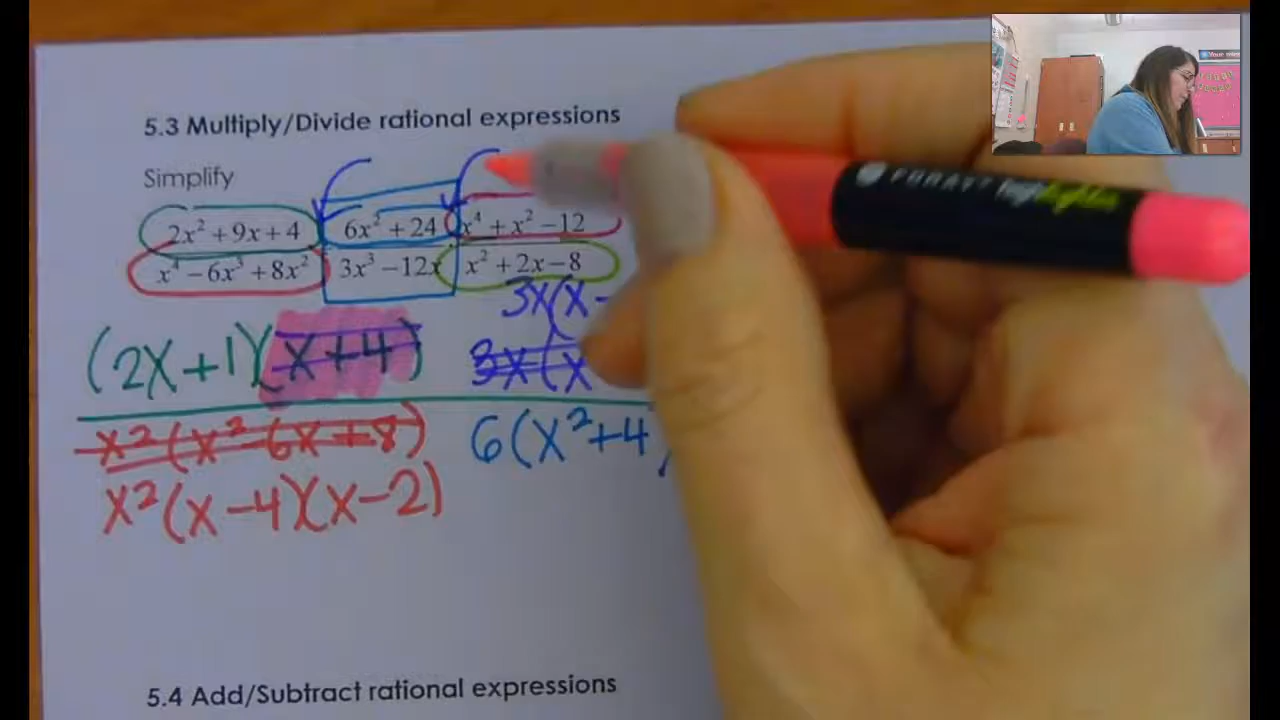 5.3 Multiply/Divide rational expressions
Simplify
2x² + 9x + 4 6x² + 24 x⁴ + x² − 12
x⁴ − 6x³ + 8x² 3x³ − 12x x² + 2x − 8
3x(x −
(2x+1)(x+4) 3x(x
x²(x²−6x+8) 6(x²+4)
x²(x−4)(x−2)
5.4 Add/Subtract rational expressions
FORAY